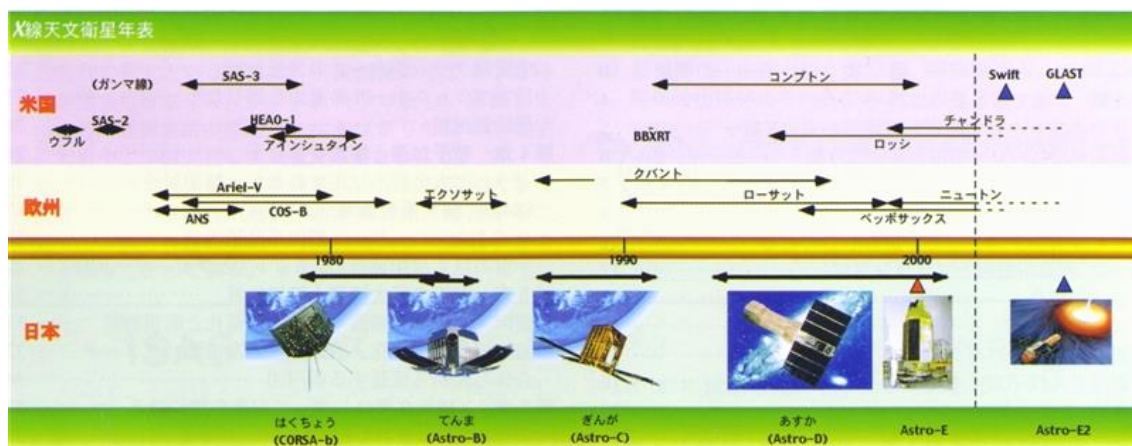 X線天文衛星年表
米国
(ガンマ線)
SAS-3
コンプトン
Swift
GLAST
SAS-2
HEAO-1
チャンドラ
ウフル
アインシュタイン
BBXRT
ロッシ
欧州
クバント
Ariel-V
エクソサット
ローサット
ニュートン
ANS
COS-B
ベッポサックス
1980
1990
2000
日本
はくちょう
(CORSA-b)
てんま
(Astro-B)
ぎんが
(Astro-C)
あすか
(Astro-D)
Astro-E
Astro-E2